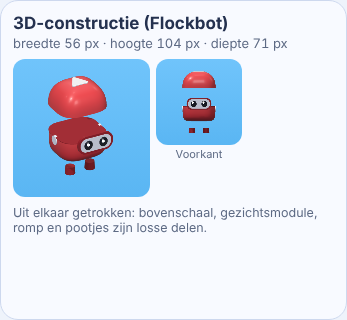 3D-constructie (Flockbot)
breedte 56 px · hoogte 104 px · diepte 71 px
Voorkant
Uit elkaar getrokken: bovenschaal, gezichtsmodule,
romp en pootjes zijn losse delen.